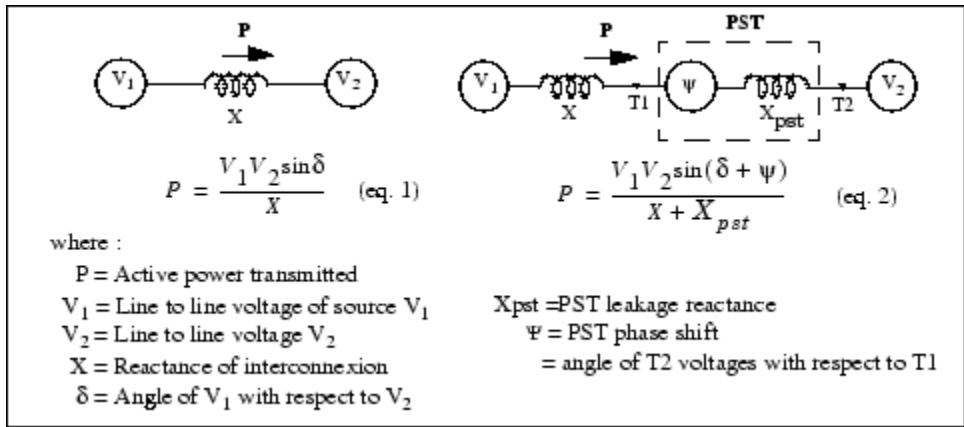 P
V1 V2
X
P = V1V2sinδ / X (eq. 1)
P PST
V1 T1 Ψ T2 V2
X Xpst
P = V1V2sin(δ + ψ) / X + Xpst (eq. 2)
where :
P = Active power transmitted
V1 = Line to line voltage of source V1
V2 = Line to line voltage V2
X = Reactance of interconnexion
δ = Angle of V1 with respect to V2
Xpst =PST leakage reactance
Ψ = PST phase shift
= angle of T2 voltages with respect to T1